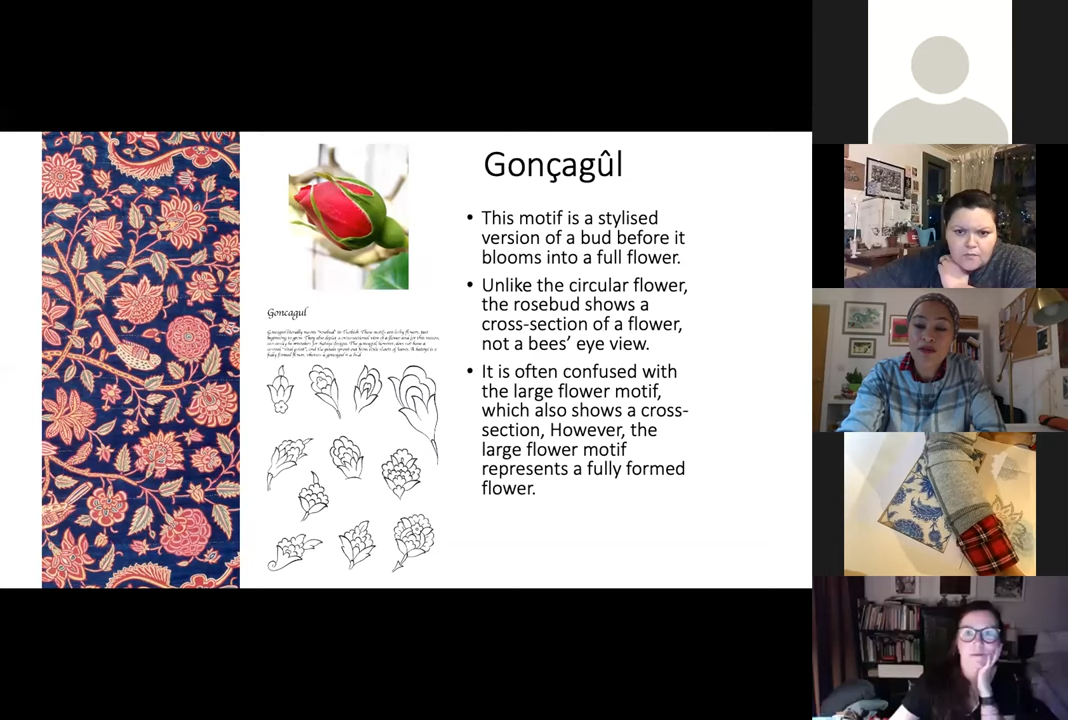 Gonçagûl
• This motif is a stylised
version of a bud before it
blooms into a full flower.
• Unlike the circular flower,
the rosebud shows a
cross-section of a flower,
not a bees’ eye view.
• It is often confused with
the large flower motif,
which also shows a cross-
section, However, the
large flower motif
represents a fully formed
flower.
Goncagul